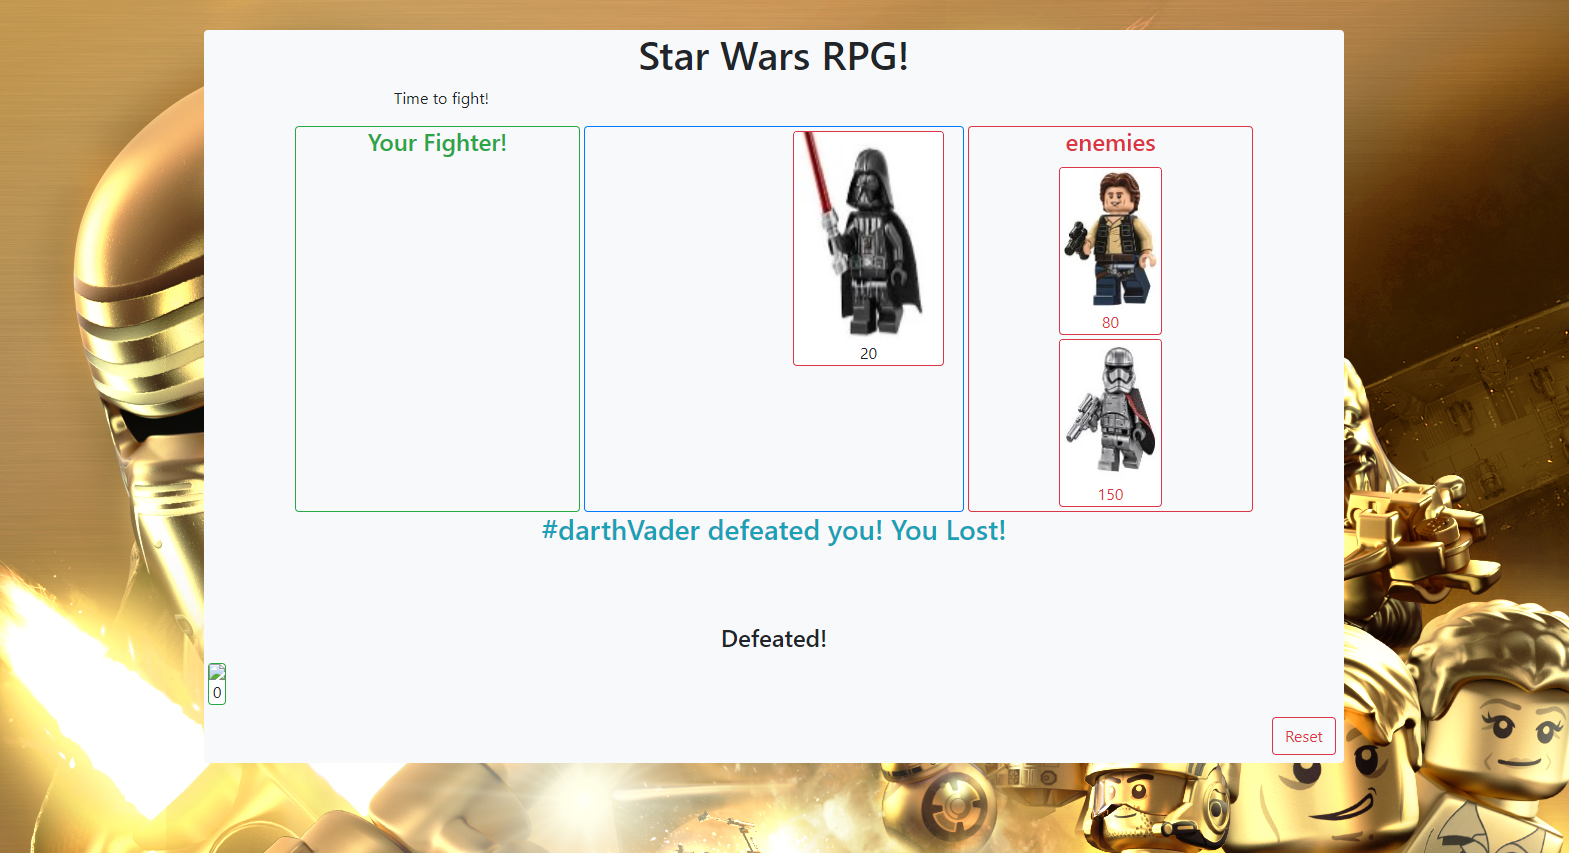 Star Wars RPG!
Time to fight!
Your Fighter!
20
enemies
80
150
#darthVader defeated you! You Lost!
Defeated!
0
Reset